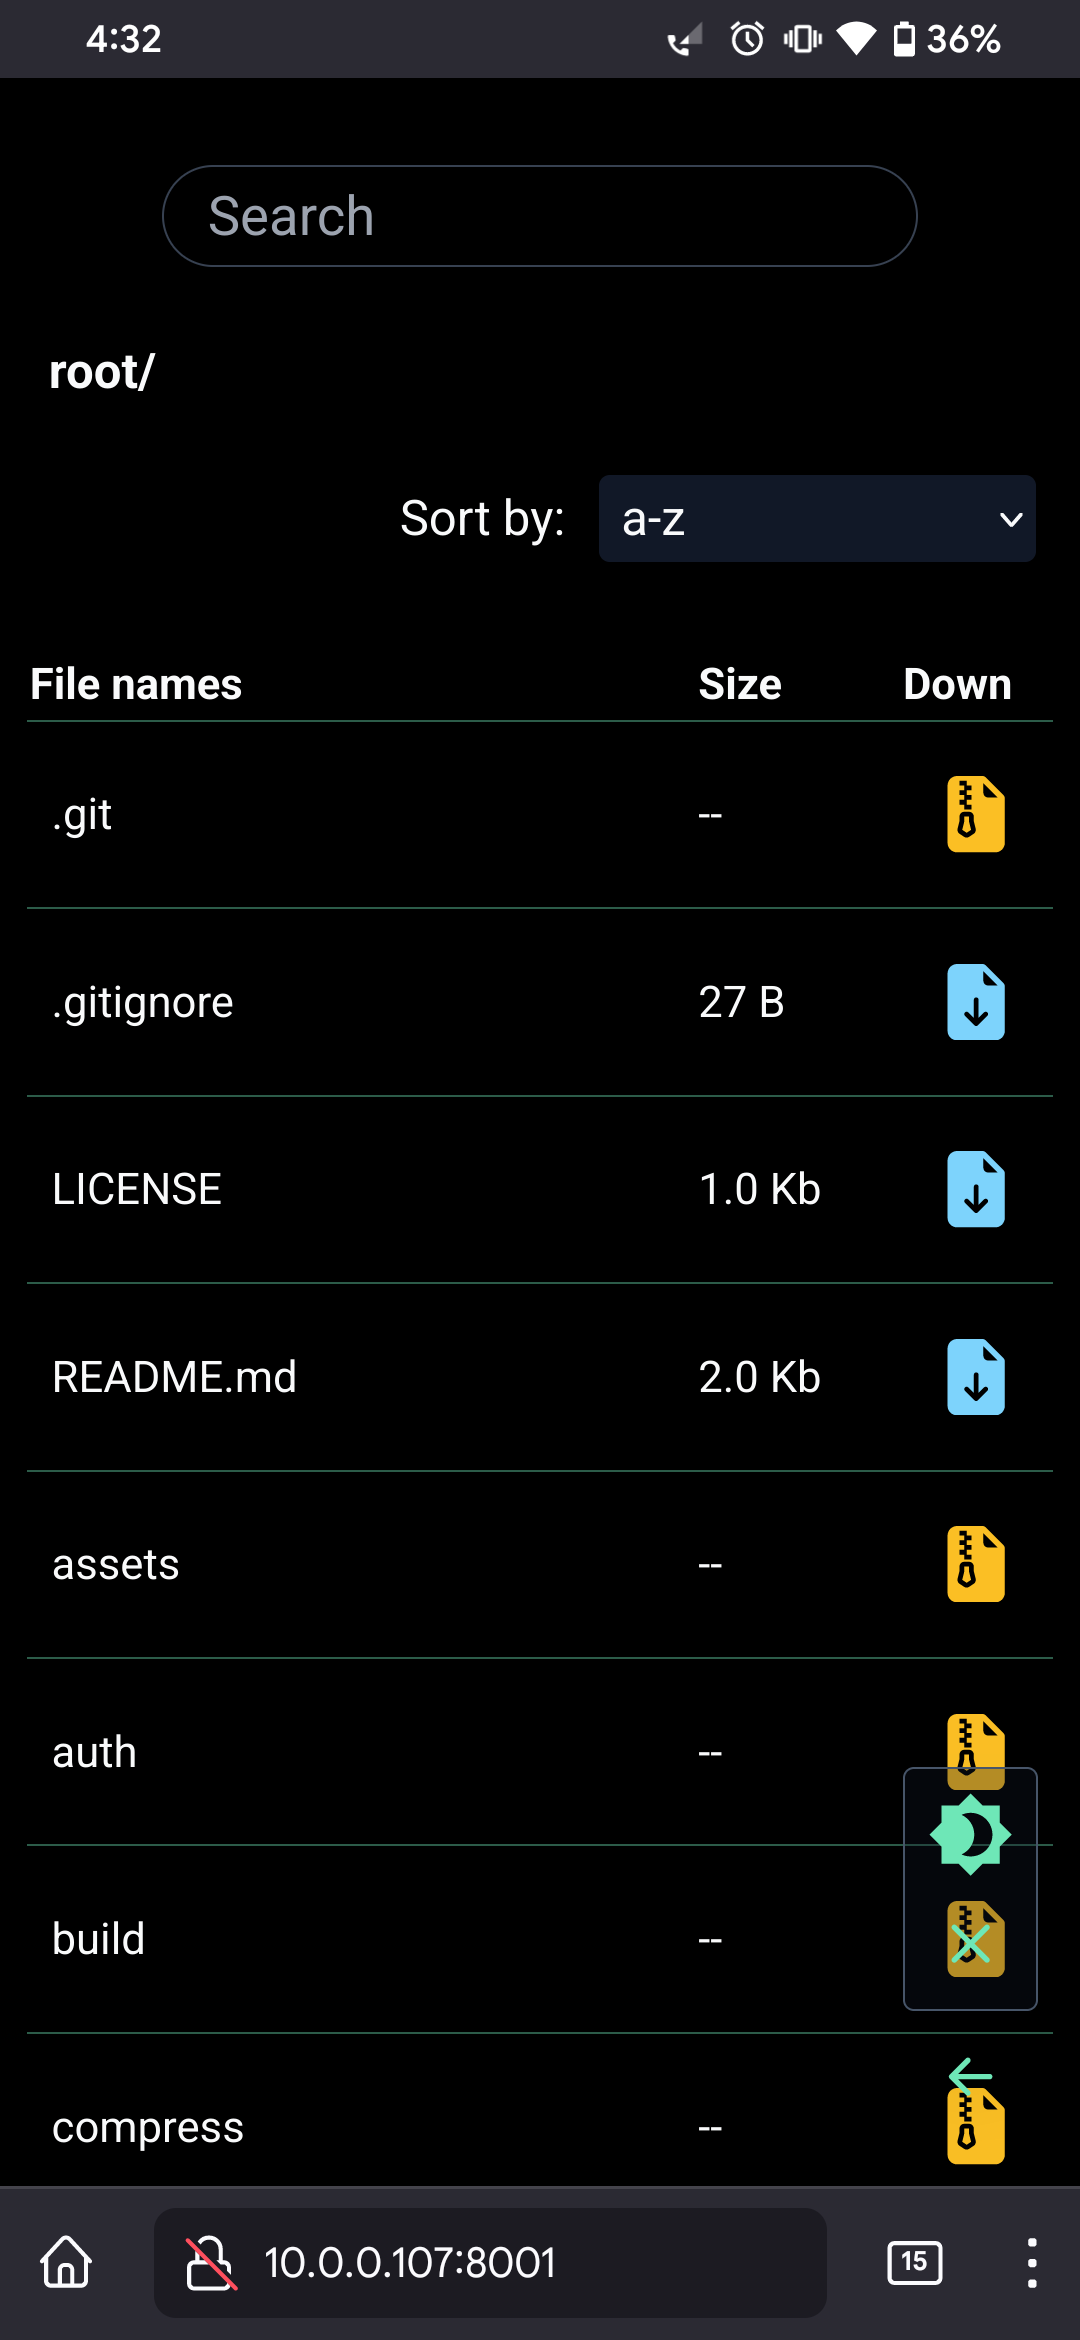 4:32 36%
Search
root/
Sort by: a-z
File names Size Down
.git --
.gitignore 27 B
LICENSE 1.0 Kb
README.md 2.0 Kb
assets --
auth --
build --
compress --
10.0.0.107:8001 15